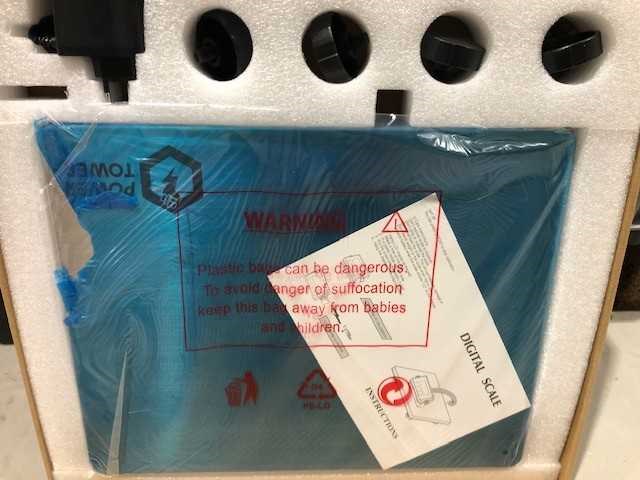 POWER
TOWER
WARNING
Plastic bags can be dangerous.
To avoid danger of suffocation
keep this bag away from babies
and children.
04
PE-LD
DIGITAL SCALE
INSTRUCTIONS